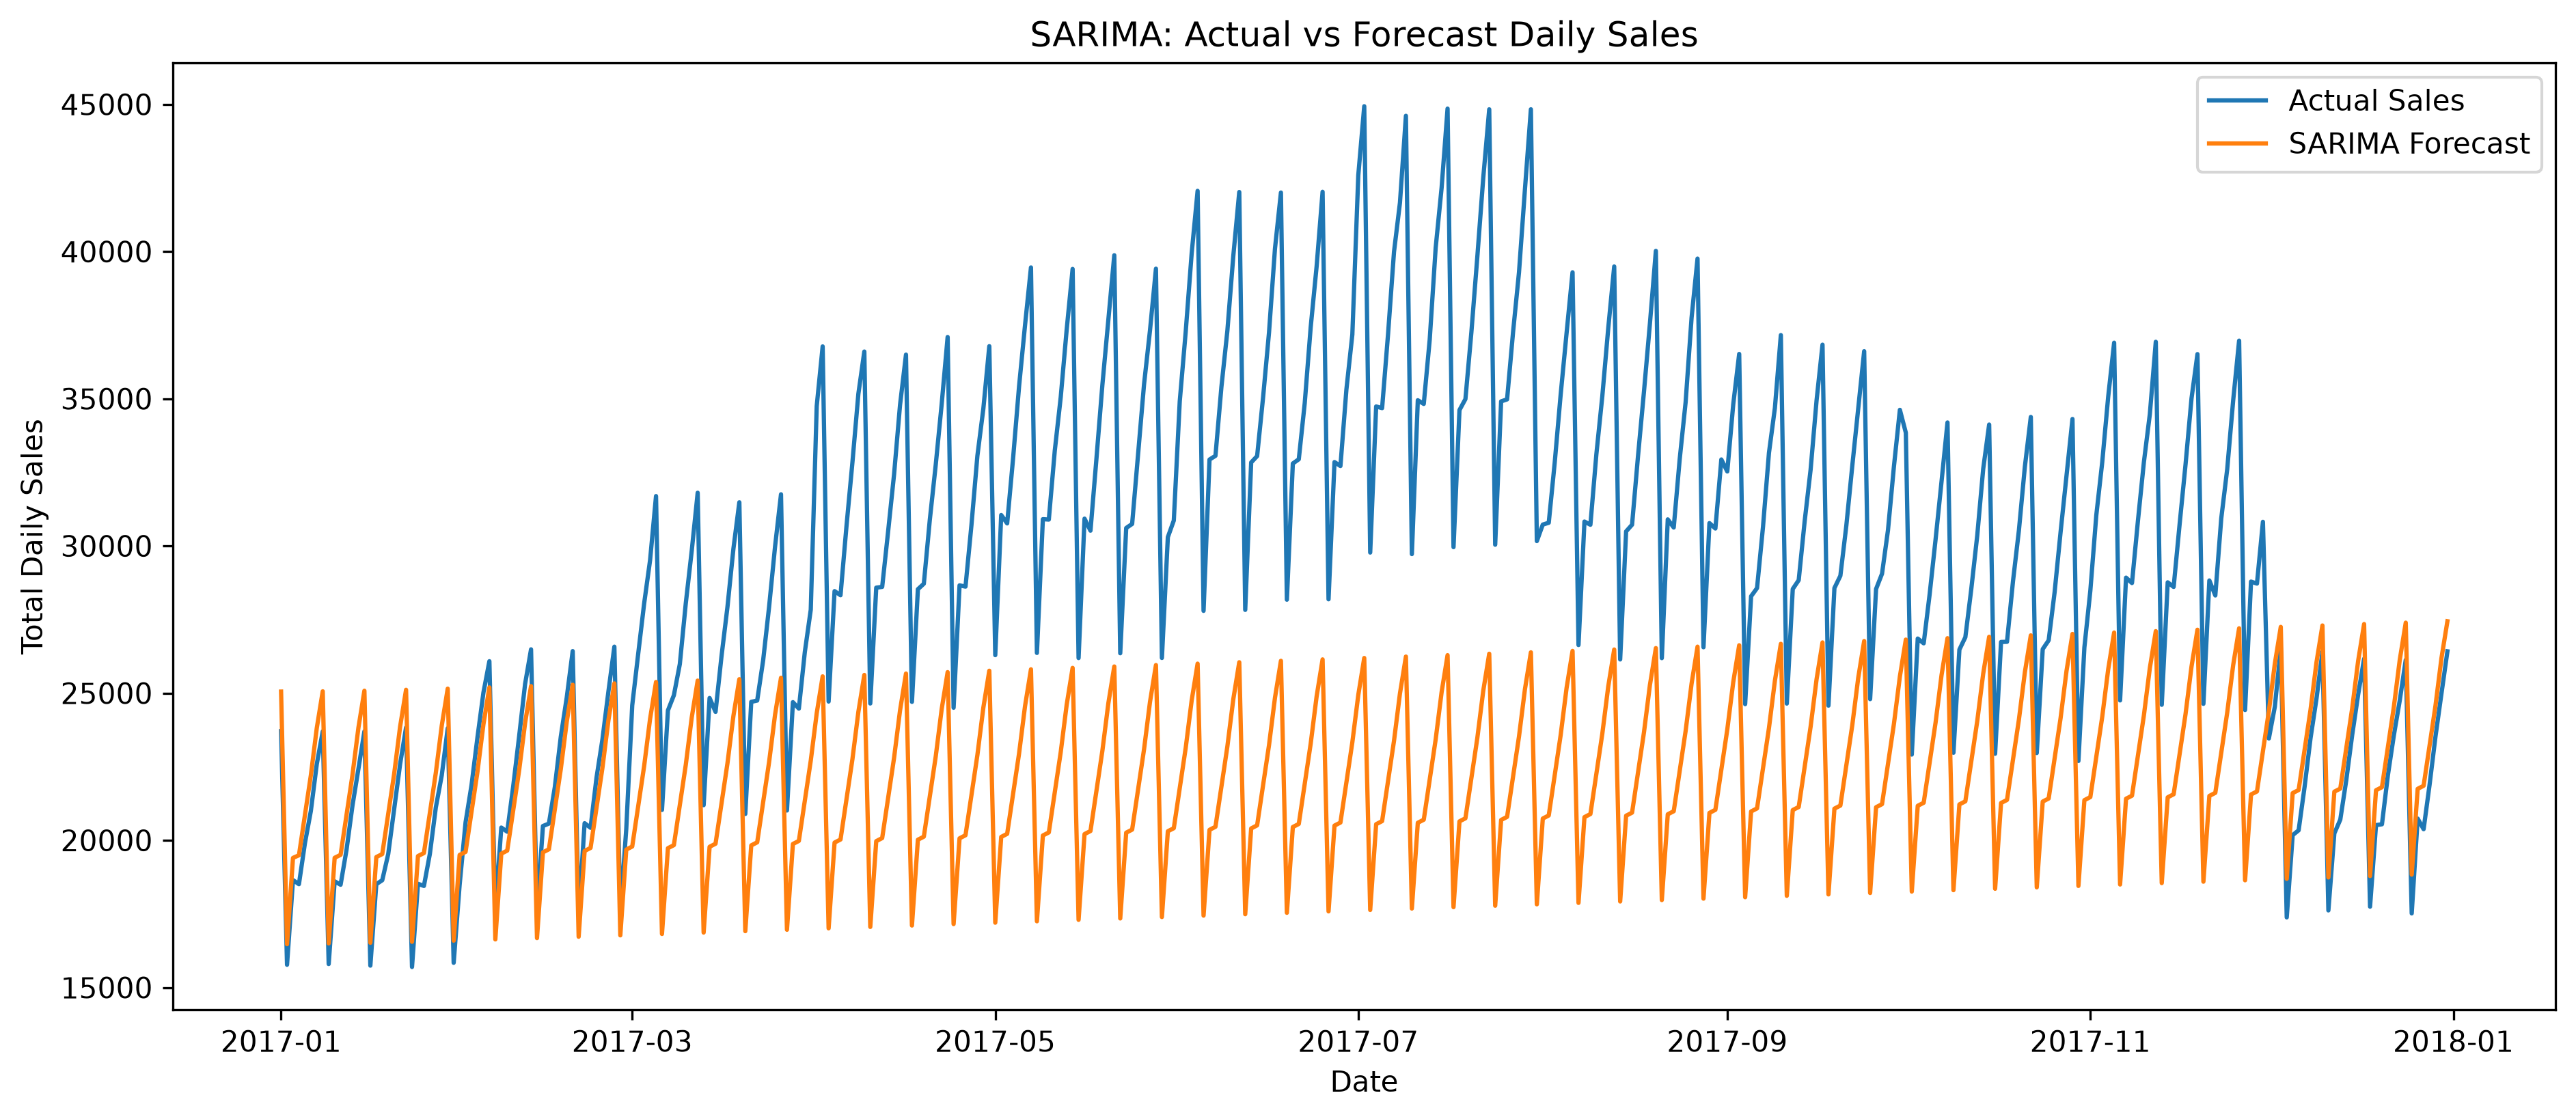 SARIMA: Actual vs Forecast Daily Sales
Actual Sales
SARIMA Forecast
Total Daily Sales
45000
40000
35000
30000
25000
20000
15000
2017-01 2017-03 2017-05 2017-07 2017-09 2017-11 2018-01
Date